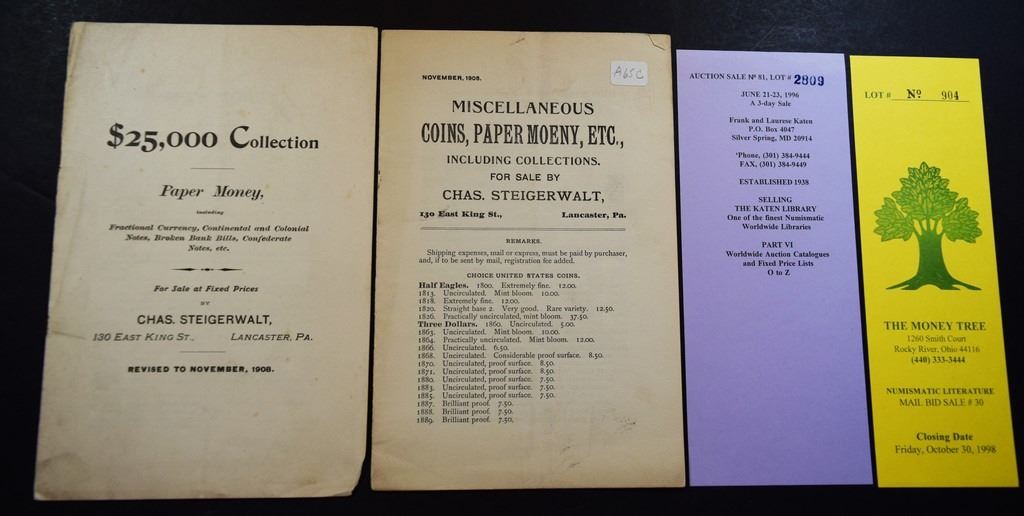 $25,000 Collection
Paper Money,
including
Fractional Currency, Continental and Colonial
Notes, Broken Bank Bills, Confederate
Notes, etc.
For Sale at Fixed Prices
BY
CHAS. STEIGERWALT,
130 EAST KING ST., LANCASTER, PA.
REVISED TO NOVEMBER, 1908.
NOVEMBER, 1908.
A65C
MISCELLANEOUS
COINS, PAPER MOENY, ETC.,
INCLUDING COLLECTIONS.
FOR SALE BY
CHAS. STEIGERWALT,
130 East King St., Lancaster, Pa.
REMARKS.
Shipping expenses, mail or express, must be paid by purchaser,
and, if to be sent by mail, registration fee added.
CHOICE UNITED STATES COINS.
Half Eagles. 1800. Extremely fine. 12.00.
1813. Uncirculated. Mint bloom. 10.00.
1818. Extremely fine. 12.00.
1820. Straight base 2. Very good. Rare variety. 12.50.
1826. Practically uncirculated, mint bloom. 37.50.
Three Dollars. 1860. Uncirculated. 5.00.
1863. Uncirculated. Mint bloom. 10.00.
1864. Practically uncirculated. Mint bloom. 12.00.
1866. Uncirculated. 6.50.
1868. Uncirculated. Considerable proof surface. 8.50.
1870. Uncirculated, proof surface. 8.50.
1871. Uncirculated, proof surface. 8.50.
1880. Uncirculated, proof surface. 7.50.
1883. Uncirculated, proof surface. 7.50.
1885. Uncirculated, proof surface. 7.50.
1887. Brilliant proof. 7.50.
1888. Brilliant proof. 7.50.
1889. Brilliant proof. 7.50.
AUCTION SALE Nº 81, LOT # 2809
JUNE 21-23, 1996
A 3-day Sale
Frank and Laurese Katen
P.O. Box 4047
Silver Spring, MD 20914
'Phone, (301) 384-9444
FAX, (301) 384-9449
ESTABLISHED 1938
SELLING
THE KATEN LIBRARY
One of the finest Numismatic
Worldwide Libraries
PART VI
Worldwide Auction Catalogues
and Fixed Price Lists
O to Z
LOT # Nº 904
THE MONEY TREE
1260 Smith Court
Rocky River, Ohio 44116
(440) 333-3444
NUMISMATIC LITERATURE
MAIL BID SALE # 30
Closing Date
Friday, October 30, 1998